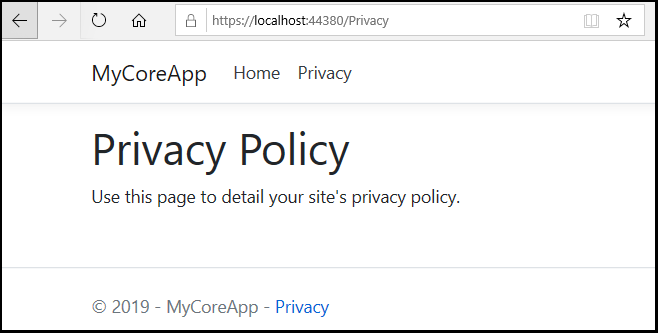 https://localhost:44380/Privacy
MyCoreApp Home Privacy
Privacy Policy
Use this page to detail your site's privacy policy.
© 2019 - MyCoreApp - Privacy